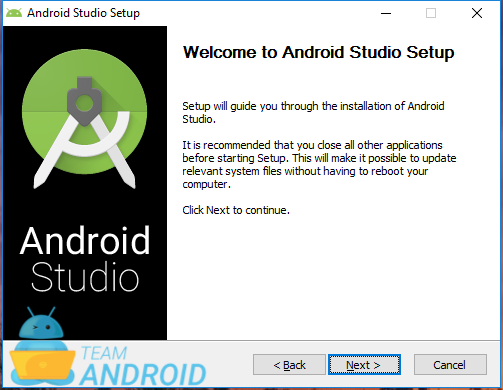 Android Studio Setup
Welcome to Android Studio Setup
Setup will guide you through the installation of Android
Studio.
It is recommended that you close all other applications
before starting Setup. This will make it possible to update
relevant system files without having to reboot your
computer.
Click Next to continue.
Android
Studio
TEAM
ANDROID
< Back
Next >
Cancel